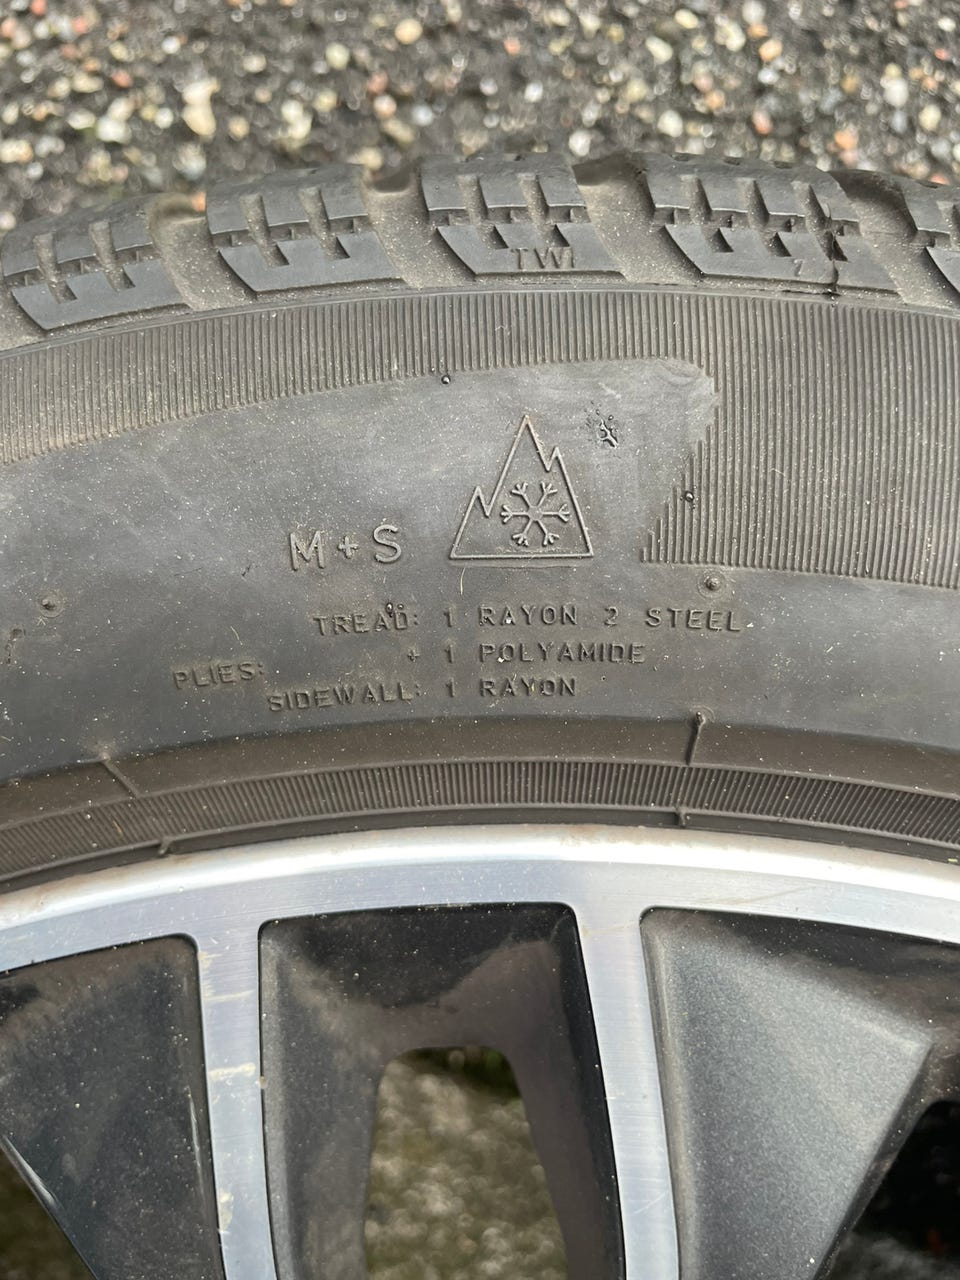 TWI
M+S
TREAD: 1 RAYON 2 STEEL
+ 1 POLYAMIDE
PLIES:
SIDEWALL: 1 RAYON